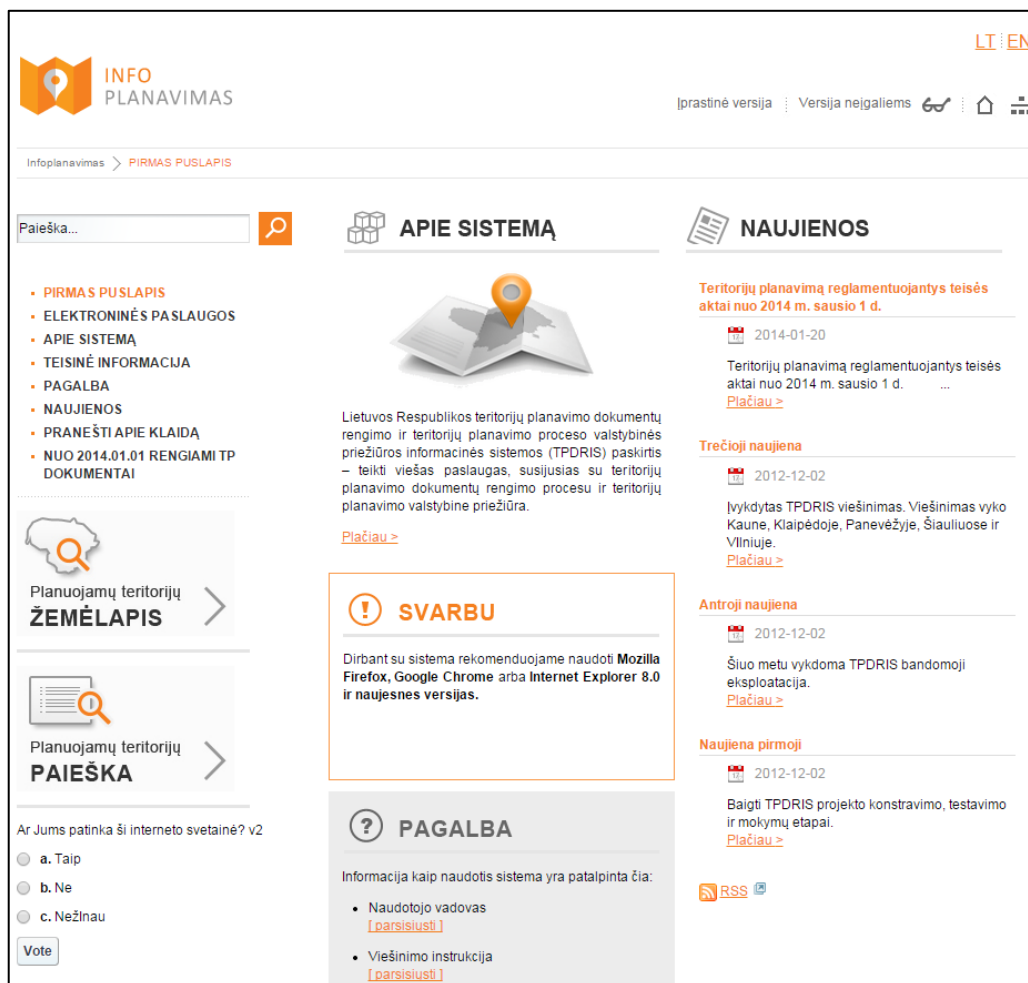 LT EN
INFO
PLANAVIMAS
Įprastinė versija Versija neįgaliems
Infoplanavimas PIRMAS PUSLAPIS
Paieška...
PIRMAS PUSLAPIS
ELEKTRONINĖS PASLAUGOS
APIE SISTEMĄ
TEISINĖ INFORMACIJA
PAGALBA
NAUJIENOS
PRANEŠTI APIE KLAIDĄ
NUO 2014.01.01 RENGIAMI TP
DOKUMENTAI
Planuojamų teritorijų
ŽEMĖLAPIS
Planuojamų teritorijų
PAIEŠKA
Ar Jums patinka ši interneto svetainė? v2
a. Taip
b. Ne
c. NežInau
Vote
APIE SISTEMĄ
Lietuvos Respublikos teritorijų planavimo dokumentų
rengimo ir teritorijų planavimo proceso valstybinės
priežiūros informacinės sistemos (TPDRIS) paskirtis
– teikti viešas paslaugas, susijusias su teritorijų
planavimo dokumentų rengimo procesu ir teritorijų
planavimo valstybine priežiūra.
Plačiau >
SVARBU
Dirbant su sistema rekomenduojame naudoti Mozilla
Firefox, Google Chrome arba Internet Explorer 8.0
ir naujesnes versijas.
PAGALBA
Informacija kaip naudotis sistema yra patalpinta čia:
• Naudotojo vadovas
[ parsisiusti ]
• Viešinimo instrukcija
[ parsisiusti ]
NAUJIENOS
Teritorijų planavimą reglamentuojantys teisės
aktai nuo 2014 m. sausio 1 d.
2014-01-20
Teritorijų planavimą reglamentuojantys teisės
aktai nuo 2014 m. sausio 1 d. ...
Plačiau >
Trečioji naujiena
2012-12-02
Įvykdytas TPDRIS viešinimas. Viešinimas vyko
Kaune, Klaipėdoje, Panevėžyje, Šiauliuose ir
VIlniuje.
Plačiau >
Antroji naujiena
2012-12-02
Šiuo metu vykdoma TPDRIS bandomoji
eksploatacija.
Plačiau >
Naujiena pirmoji
2012-12-02
Baigti TPDRIS projekto konstravimo, testavimo
ir mokymų etapai.
Plačiau >
RSS